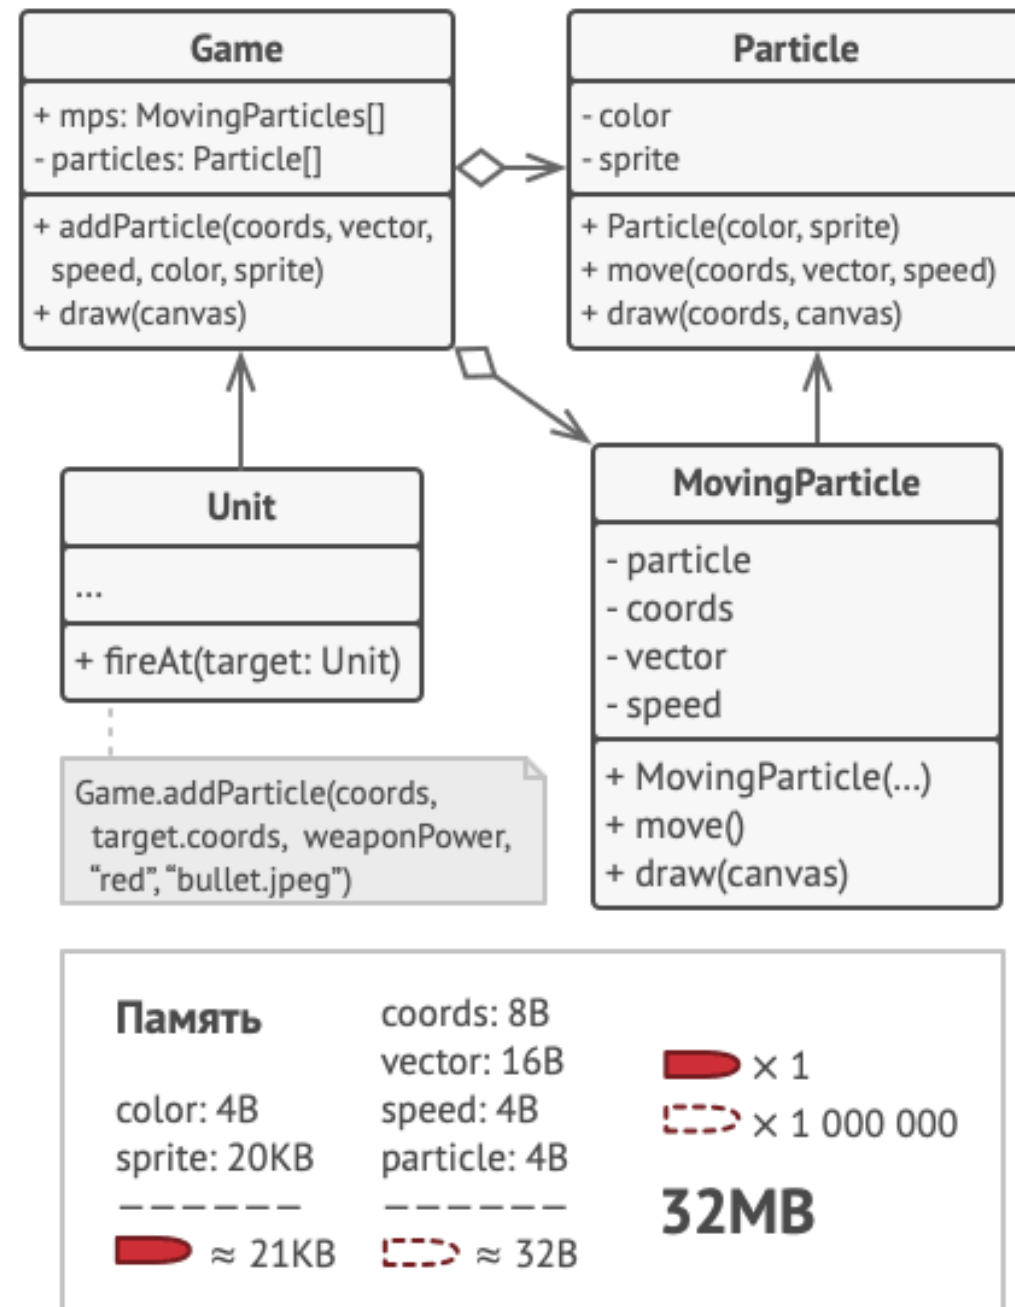 Game
+ mps: MovingParticles[]
- particles: Particle[]
+ addParticle(coords, vector,
speed, color, sprite)
+ draw(canvas)
Particle
- color
- sprite
+ Particle(color, sprite)
+ move(coords, vector, speed)
+ draw(coords, canvas)
Unit
...
+ fireAt(target: Unit)
Game.addParticle(coords,
target.coords, weaponPower,
“red”, “bullet.jpeg”)
MovingParticle
- particle
- coords
- vector
- speed
+ MovingParticle(...)
+ move()
+ draw(canvas)
Память
color: 4B
sprite: 20KB
––––––
≈ 21KB
coords: 8B
vector: 16B
speed: 4B
particle: 4B
––––––
≈ 32B
× 1
× 1 000 000
32MB